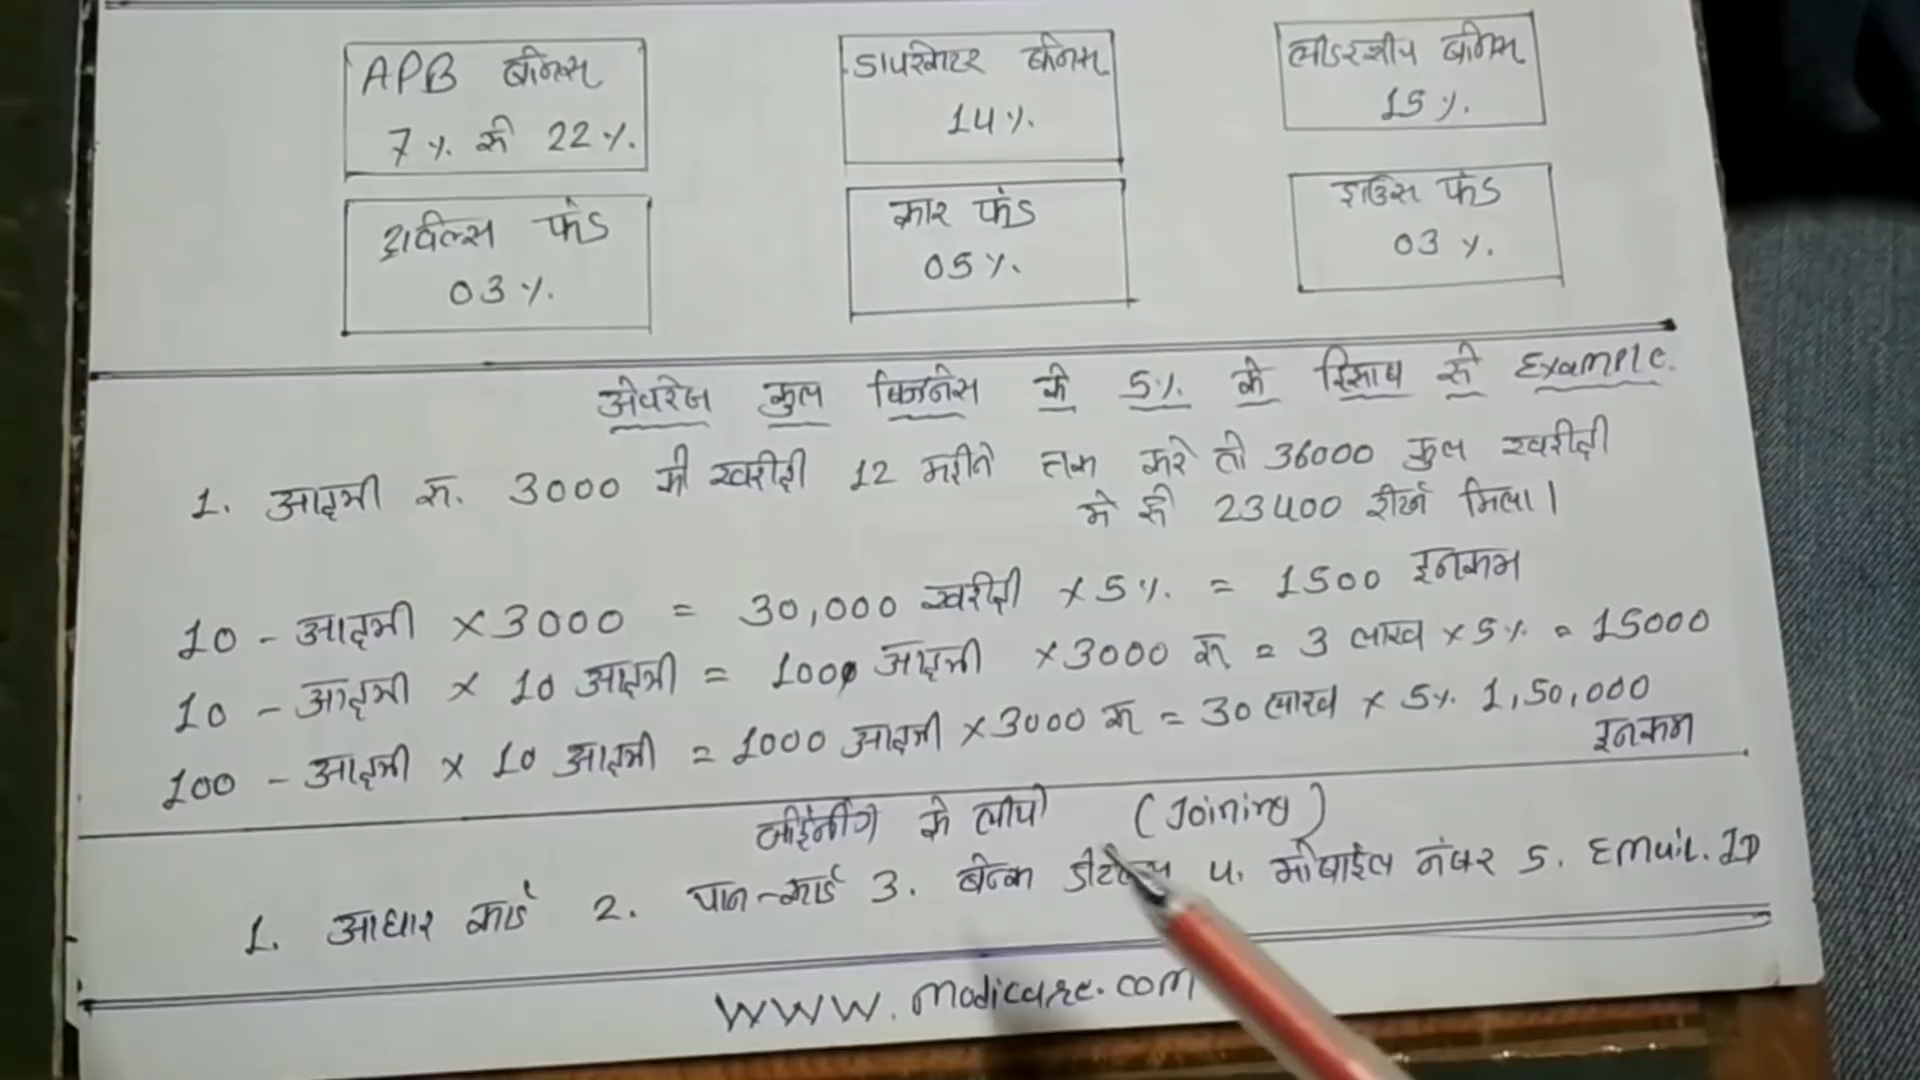 APB बोनस
7% से 22%
डायरेक्टर बोनस
14%
लीडरशीप बोनस
15%
ट्रावेल्स फंड
03%
कार फंड
05%
हाउस फंड
03%
अेवरेज कुल बिजनेस के 5% के हिसाब से Example.
1. आदमी रू. 3000 की खरीदी 12 महीने तक करे तो 36000 कुल खरीदी
मे से 23400 रीटर्न मिला।
10 - आदमी × 3000 = 30,000 खरीदी × 5% = 1500 इनकम
10 - आदमी × 10 आदमी = 100 आदमी × 3000 रू = 3 लाख × 5% = 15000
100 - आदमी × 10 आदमी = 1000 आदमी × 3000 रू = 30 लाख × 5% 1,50,000
इनकम
जोइनींग के लीये (Joining)
1. आधार कार्ड 2. पान-कार्ड 3. बेन्क डीटेल्स 4. मोबाईल नंबर 5. Email. ID
www.modicare.com